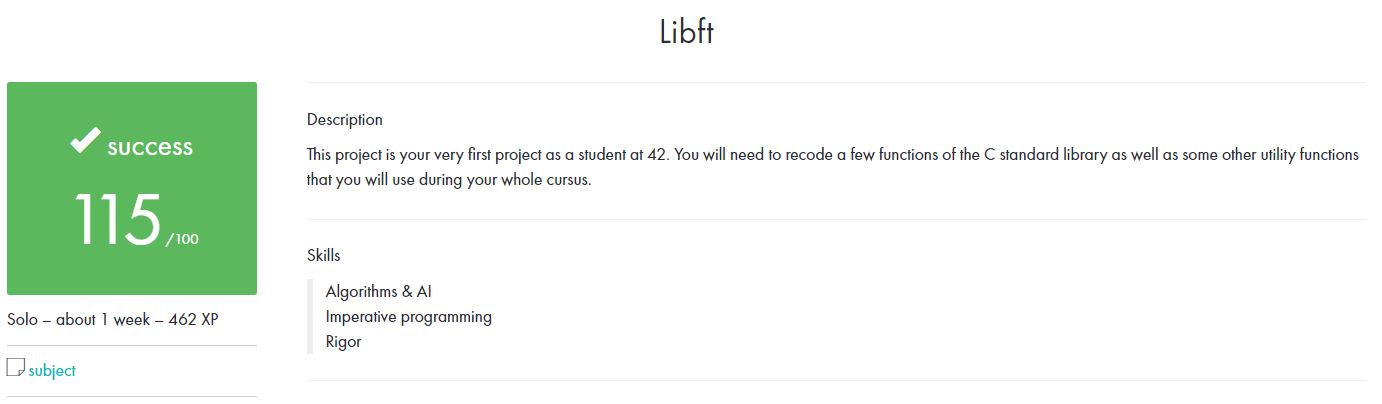 Libft
success
115 /100
Solo – about 1 week – 462 XP
subject
Description
This project is your very first project as a student at 42. You will need to recode a few functions of the C standard library as well as some other utility functions
that you will use during your whole cursus.
Skills
Algorithms & AI
Imperative programming
Rigor